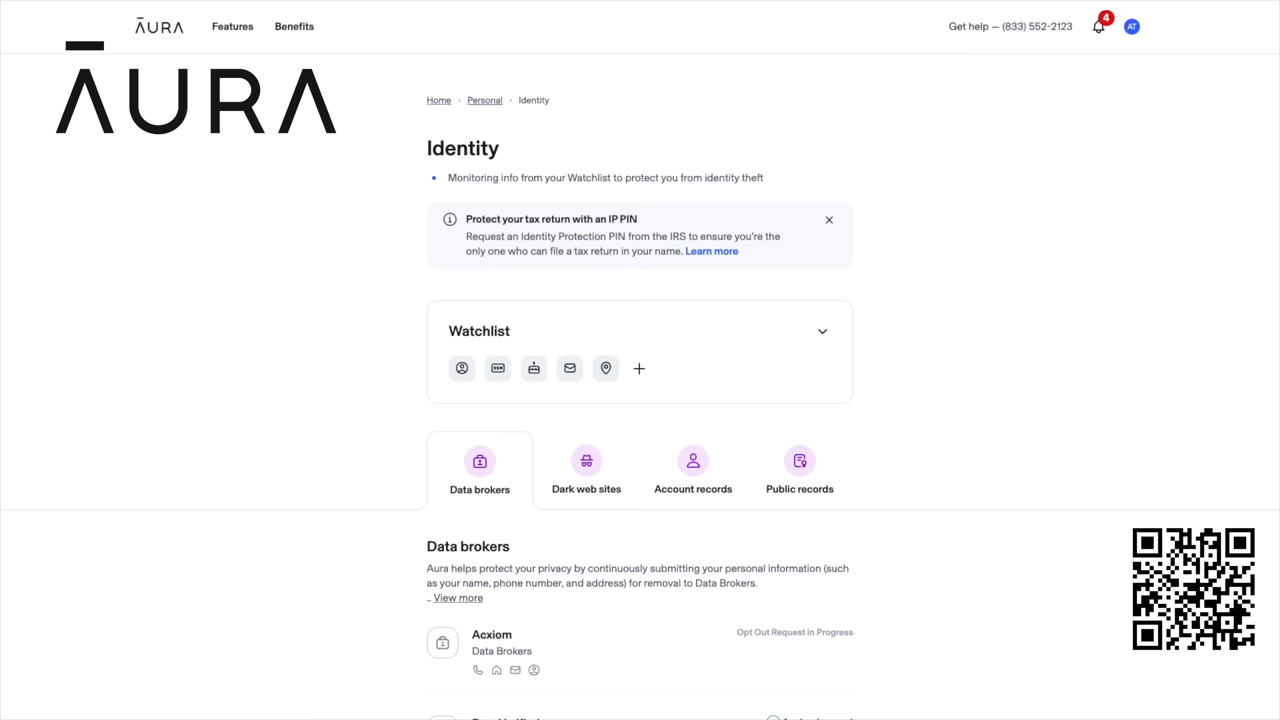 ĀURA
Features
Benefits
Get help — (833) 552-2123
4
AT
ĀURA
Home › Personal › Identity
Identity
• Monitoring info from your Watchlist to protect you from identity theft
Protect your tax return with an IP PIN
Request an Identity Protection PIN from the IRS to ensure you're the
only one who can file a tax return in your name. Learn more
Watchlist
Data brokers
Dark web sites
Account records
Public records
Data brokers
Aura helps protect your privacy by continuously submitting your personal information (such
as your name, phone number, and address) for removal to Data Brokers.
.. View more
Acxiom
Opt Out Request in Progress
Data Brokers